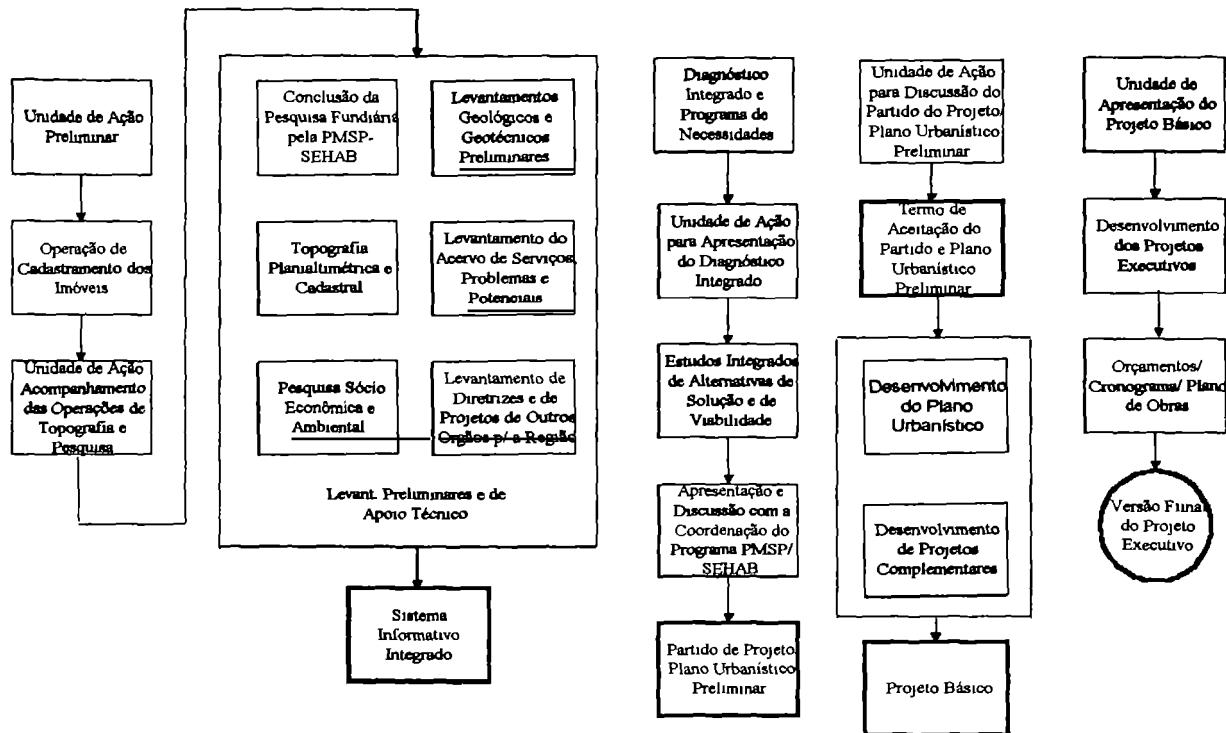 Unidade de Ação
Preliminar
Operação de
Cadastramento dos
Imóveis
Unidade de Ação
Acompanhamento
das Operações de
Topografia e
Pesquisa
Conclusão da
Pesquisa Fundiária
pela PMSP-
SEHAB
Levantamentos
Geológicos e
Geotécnicos
Preliminares
Topografia
Planialtimétrica e
Cadastral
Levantamento do
Acervo de Serviços,
Problemas e
Potenciais
Pesquisa Sócio
Econômica e
Ambiental
Levantamento de
Diretrizes e de
Projetos de Outros
Orgãos p/ a Região
Levant. Preliminares e de
Apoio Técnico
Sistema
Informativo
Integrado
Diagnóstico
Integrado e
Programa de
Necessidades
Unidade de Ação
para Apresentação
do Diagnóstico
Integrado
Estudos Integrados
de Alternativas de
Solução e de
Viabilidade
Apresentação e
Discussão com a
Coordenação do
Programa PMSP/
SEHAB
Partido de Projeto/
Plano Urbanístico
Preliminar
Unidade de Ação
para Discussão do
Partido do Projeto/
Plano Urbanístico
Preliminar
Termo de
Aceitação do
Partido e Plano
Urbanístico
Preliminar
Desenvolvimento
do Plano
Urbanístico
Desenvolvimento
de Projetos
Complementares
Projeto Básico
Unidade de
Apresentação do
Projeto Básico
Desenvolvimento
dos Projetos
Executivos
Orçamentos/
Cronograma/ Plano
de Obras
Versão Final
do Projeto
Executivo